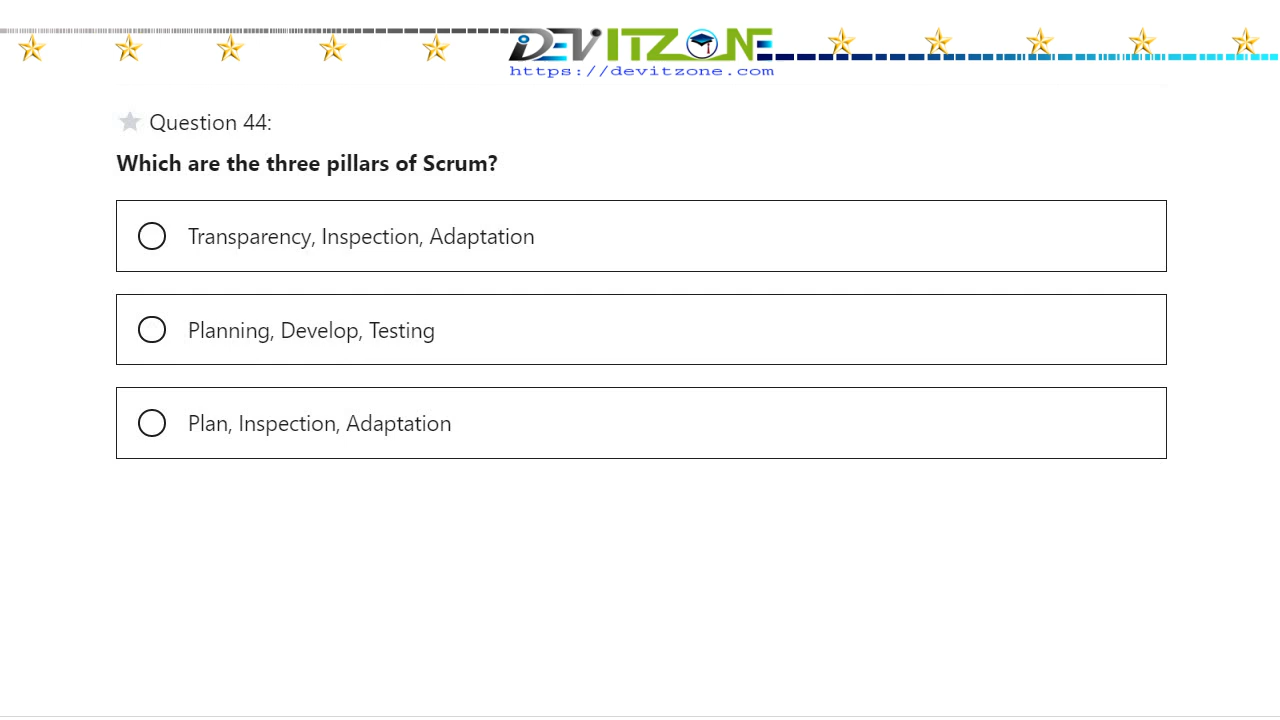 DEVITZONE
https://devitzone.com
Question 44:
Which are the three pillars of Scrum?
Transparency, Inspection, Adaptation
Planning, Develop, Testing
Plan, Inspection, Adaptation